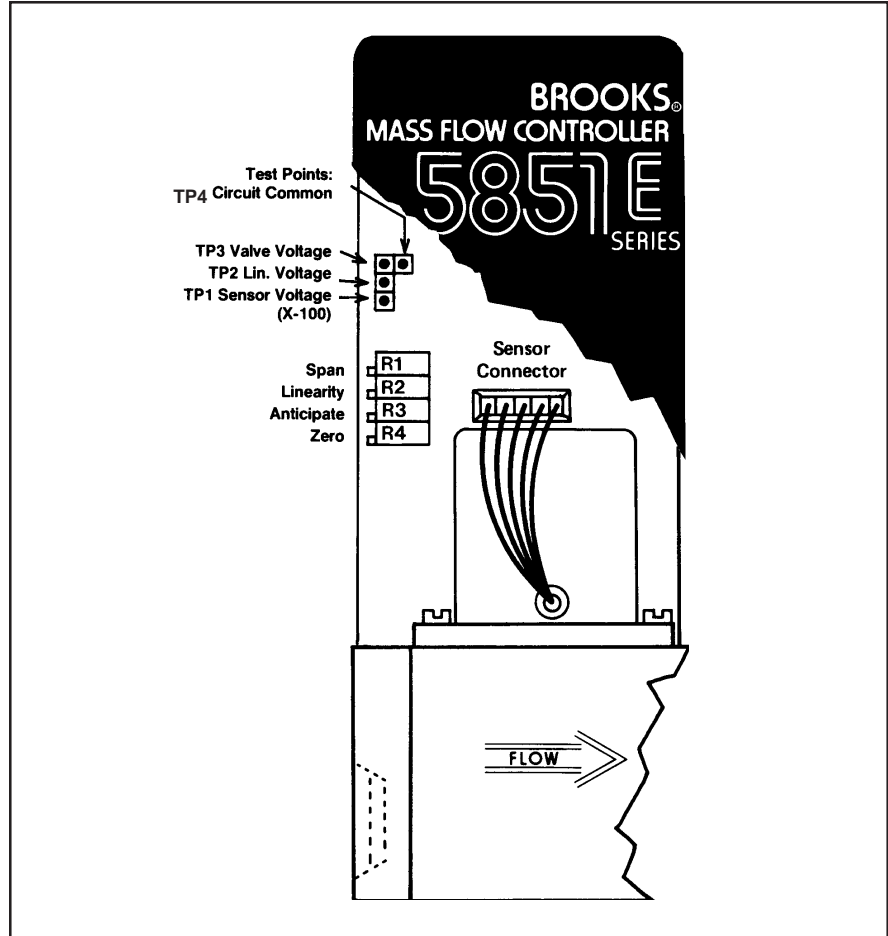 BROOKS®
MASS FLOW CONTROLLER
5851 E
SERIES
Test Points:
TP4 Circuit Common
TP3 Valve Voltage
TP2 Lin. Voltage
TP1 Sensor Voltage
(X-100)
Span
Linearity
Anticipate
Zero
R1
R2
R3
R4
Sensor
Connector
FLOW